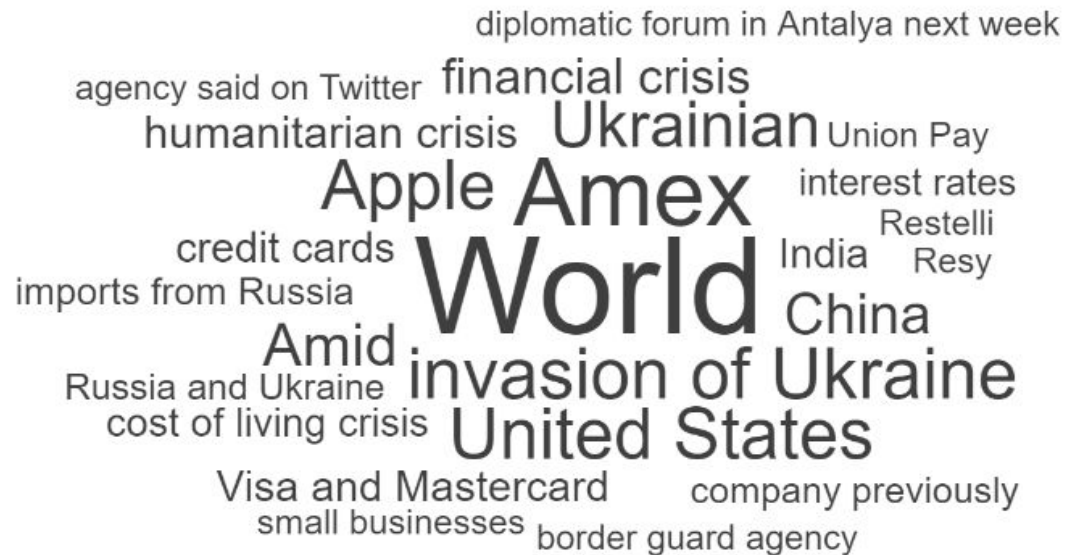 diplomatic forum in Antalya next week
agency said on Twitter
financial crisis
humanitarian crisis
Ukrainian
Union Pay
Apple
Amex
interest rates
Restelli
credit cards
World
India
Resy
imports from Russia
China
Amid
invasion of Ukraine
Russia and Ukraine
cost of living crisis
United States
Visa and Mastercard
company previously
small businesses
border guard agency